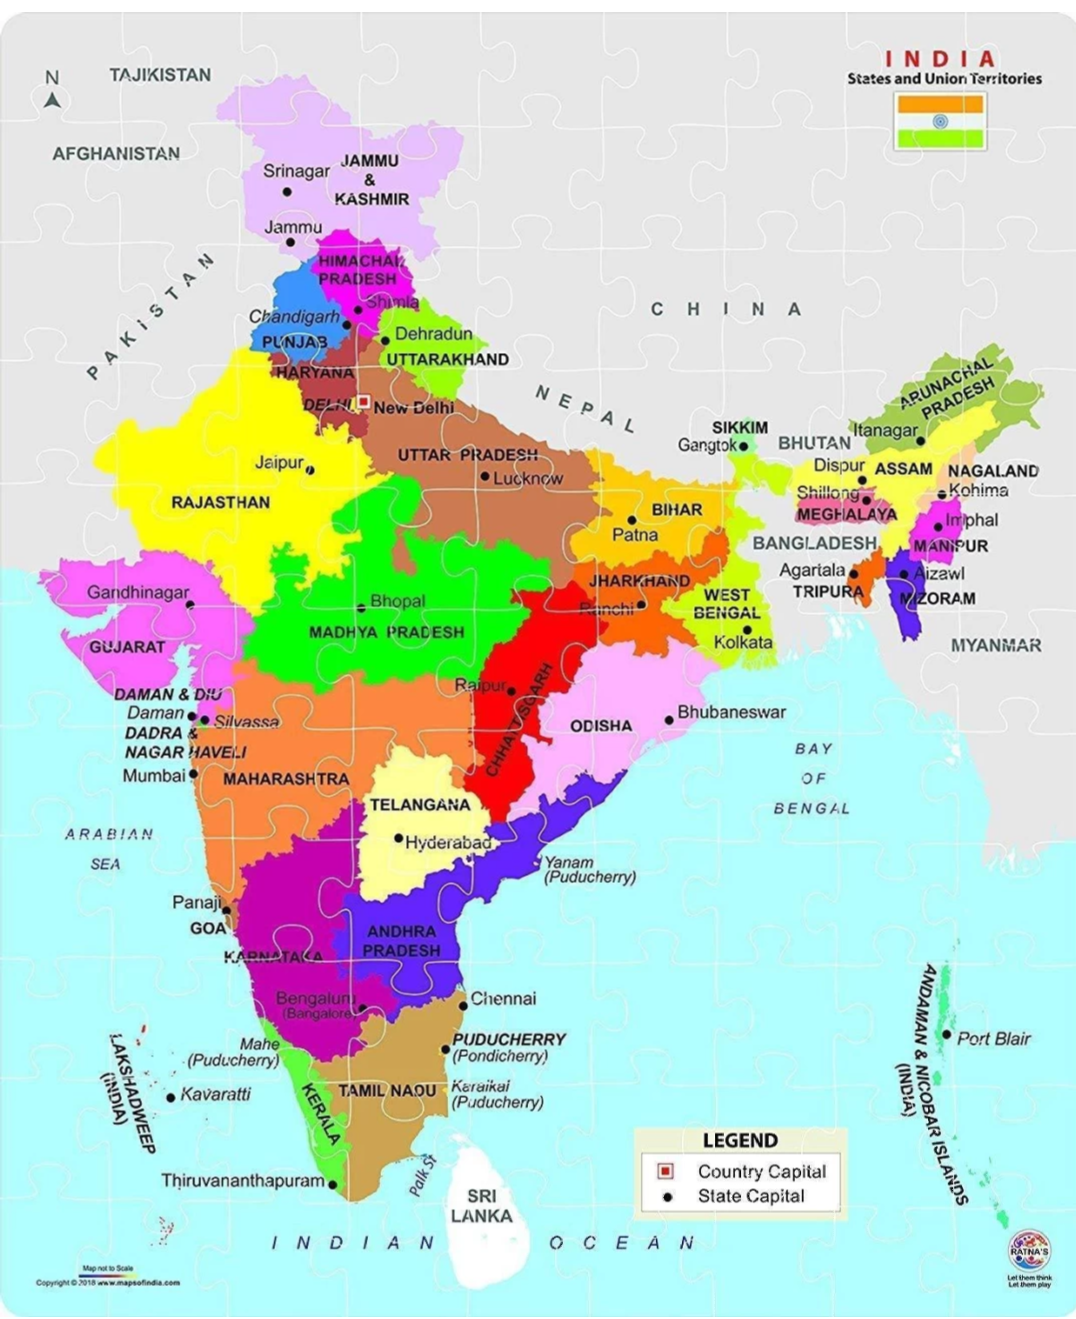 INDIA
States and Union Territories
N
TAJIKISTAN
AFGHANISTAN
PAKISTAN
CHINA
NEPAL
BHUTAN
BANGLADESH
MYANMAR
JAMMU
&
KASHMIR
Srinagar
Jammu
HIMACHAL
PRADESH
Shimla
Chandigarh
PUNJAB
Dehradun
UTTARAKHAND
HARYANA
DELHI
New Delhi
UTTAR PRADESH
Lucknow
Jaipur
RAJASTHAN
BIHAR
Patna
SIKKIM
Gangtok
ARUNACHAL
PRADESH
Itanagar
Dispur
ASSAM
NAGALAND
Kohima
Shillong
MEGHALAYA
Imphal
MANIPUR
Agartala
TRIPURA
Aizawl
MIZORAM
JHARKHAND
Ranchi
WEST
BENGAL
Kolkata
Gandhinagar
GUJARAT
Bhopal
MADHYA PRADESH
Raipur
CHHATTISGARH
ODISHA
Bhubaneswar
DAMAN & DIU
Daman
Silvassa
DADRA &
NAGAR HAVELI
Mumbai
MAHARASHTRA
TELANGANA
Hyderabad
Yanam
(Puducherry)
ARABIAN
SEA
BAY
OF
BENGAL
Panaji
GOA
KARNATAKA
ANDHRA
PRADESH
Bengaluru
(Bangalore)
Chennai
Mahe
(Puducherry)
PUDUCHERRY
(Pondicherry)
TAMIL NADU
Karaikal
(Puducherry)
KERALA
LAKSHADWEEP
(INDIA)
Kavaratti
Thiruvananthapuram
Palk St
SRI
LANKA
ANDAMAN & NICOBAR ISLANDS
(INDIA)
Port Blair
INDIAN OCEAN
LEGEND
Country Capital
State Capital
Map not to Scale
Copyright © 2018 www.mapsofindia.com
RATNA'S
Let them think
Let them play